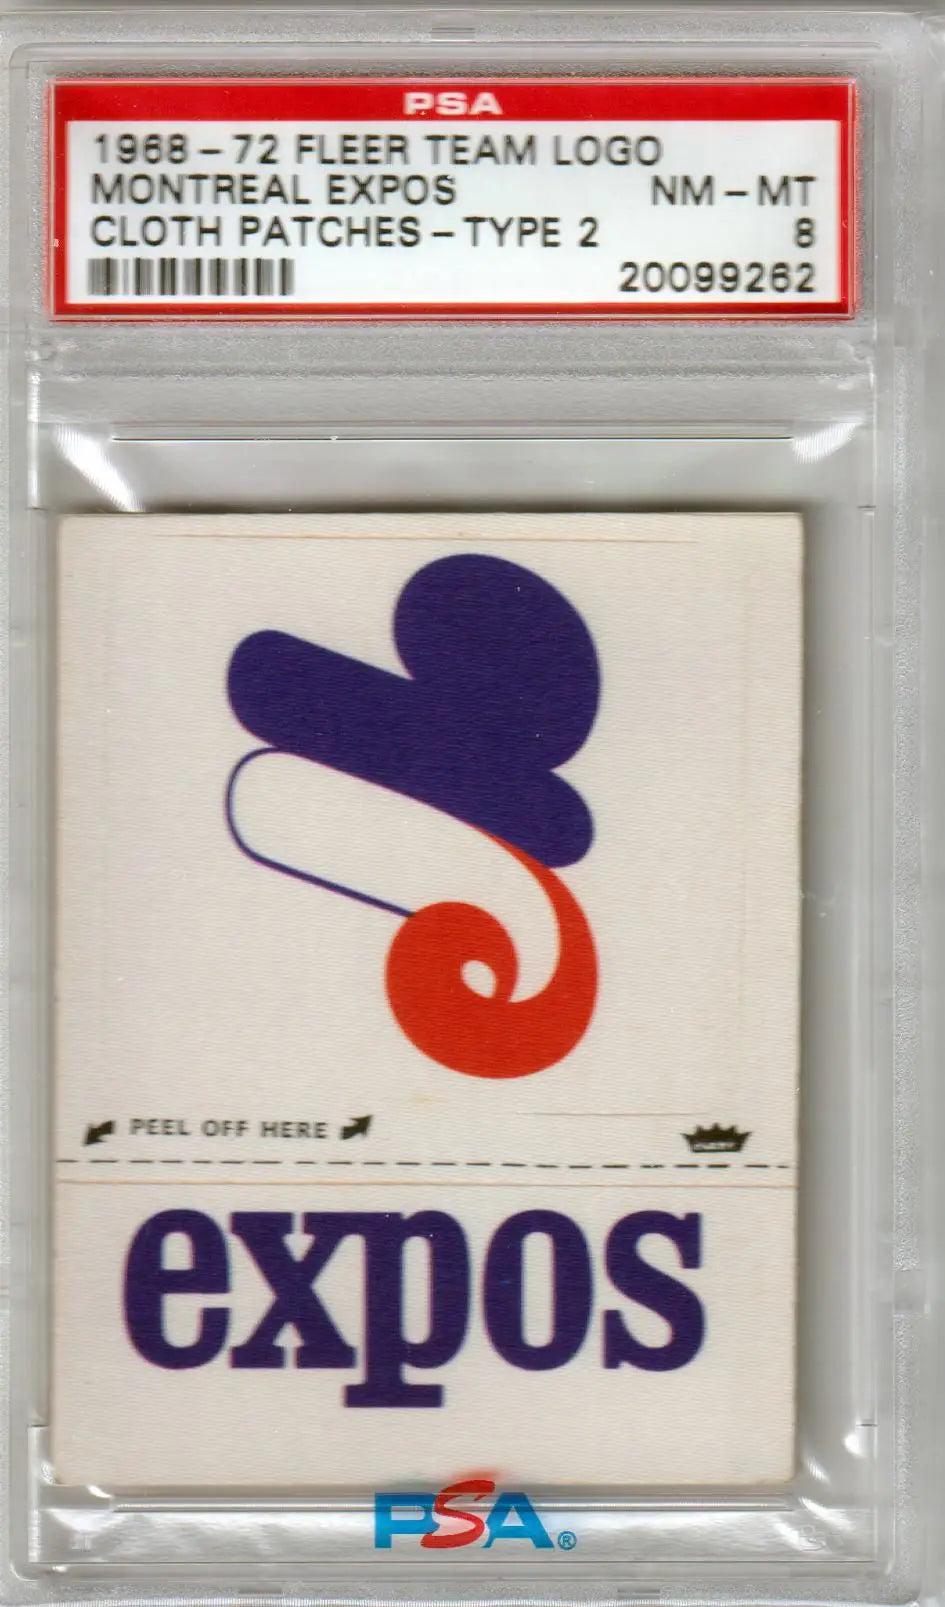 PSA
1968-72 FLEER TEAM LOGO
MONTREAL EXPOS NM-MT
CLOTH PATCHES-TYPE 2 8
20099262
PEEL OFF HERE
expos
PSA®